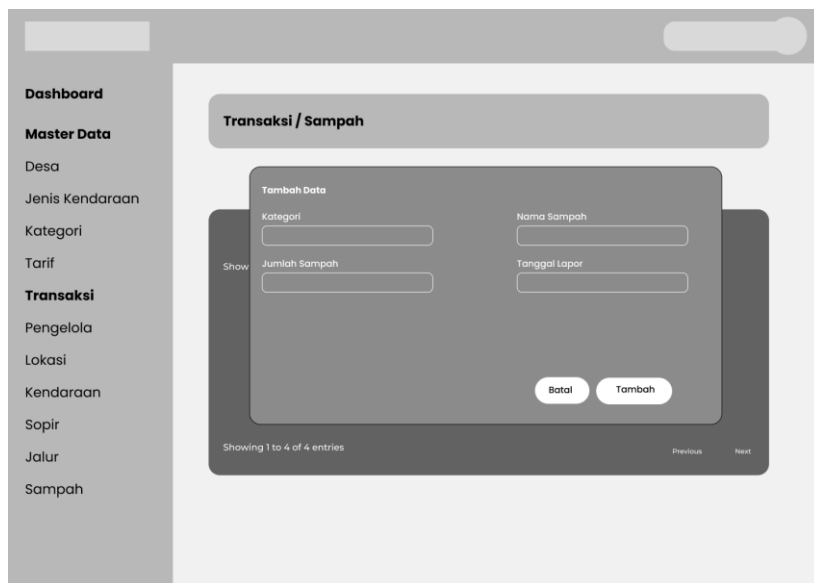 Dashboard
Master Data
Desa
Jenis Kendaraan
Kategori
Tarif
Transaksi
Pengelola
Lokasi
Kendaraan
Sopir
Jalur
Sampah
Transaksi / Sampah
Tambah Data
Kategori
Nama Sampah
Show
Jumlah Sampah
Tanggal Lapor
Batal
Tambah
Showing 1 to 4 of 4 entries
Previous
Next